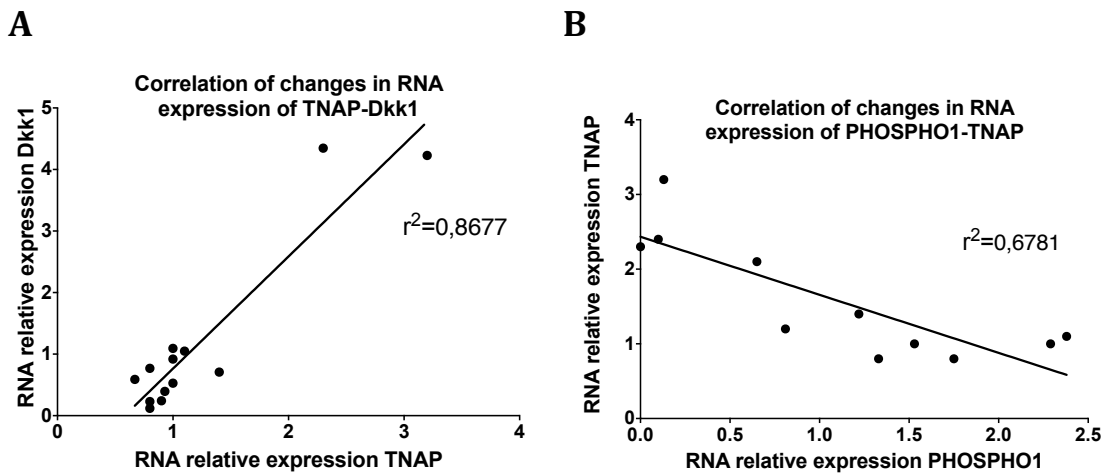 A
Correlation of changes in RNA
expression of TNAP-Dkk1
RNA relative expression Dkk1
5
4
3
2
1
0
r²=0,8677
0 1 2 3 4
RNA relative expression TNAP
B
Correlation of changes in RNA
expression of PHOSPHO1-TNAP
RNA relative expression TNAP
4
3
2
1
0
r²=0,6781
0.0 0.5 1.0 1.5 2.0 2.5
RNA relative expression PHOSPHO1